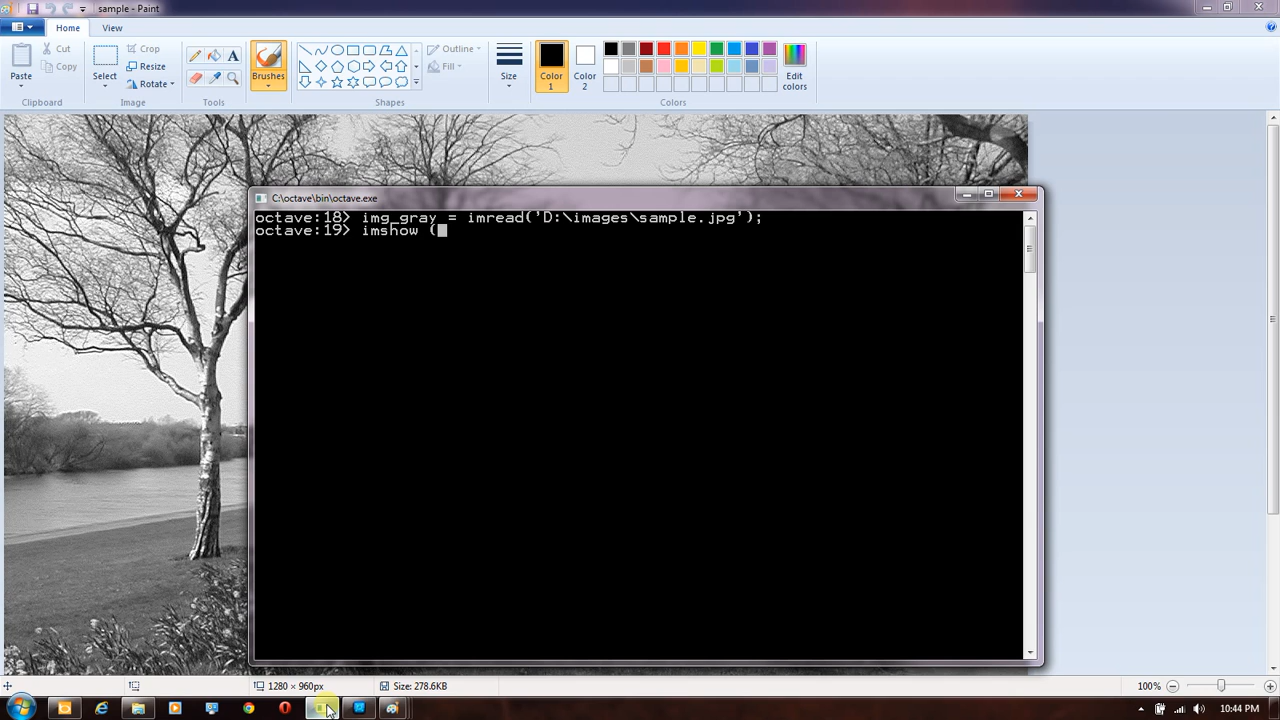 sample - Paint
Home
View
Paste
Cut
Copy
Clipboard
Select
Crop
Resize
Rotate
Image
A
Tools
Brushes
Outline
Fill
Shapes
Size
Color
1
Color
2
Edit
colors
Colors
C:\octave\bin\octave.exe
octave:18> img_gray = imread('D:\images\sample.jpg');
octave:19> imshow (
1280 × 960px
Size: 278.6KB
100%
10:44 PM